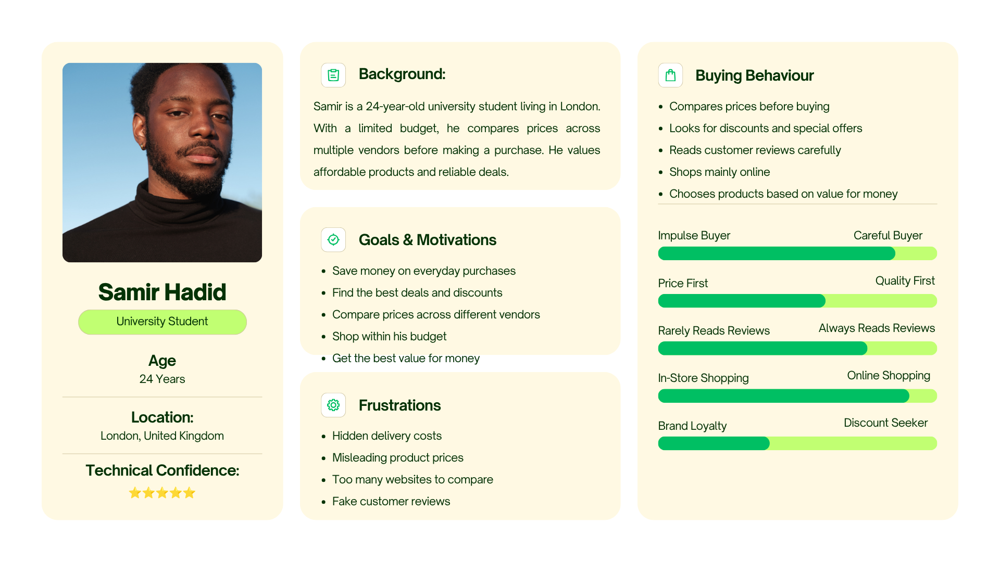 Samir Hadid
University Student
Age
24 Years
Location:
London, United Kingdom
Technical Confidence:
⭐⭐⭐⭐⭐
Background:
Samir is a 24-year-old university student living in London.
With a limited budget, he compares prices across
multiple vendors before making a purchase. He values
affordable products and reliable deals.
Goals & Motivations
• Save money on everyday purchases
• Find the best deals and discounts
• Compare prices across different vendors
• Shop within his budget
• Get the best value for money
Frustrations
• Hidden delivery costs
• Misleading product prices
• Too many websites to compare
• Fake customer reviews
Buying Behaviour
• Compares prices before buying
• Looks for discounts and special offers
• Reads customer reviews carefully
• Shops mainly online
• Chooses products based on value for money
Impulse Buyer Careful Buyer
Price First Quality First
Rarely Reads Reviews Always Reads Reviews
In-Store Shopping Online Shopping
Brand Loyalty Discount Seeker